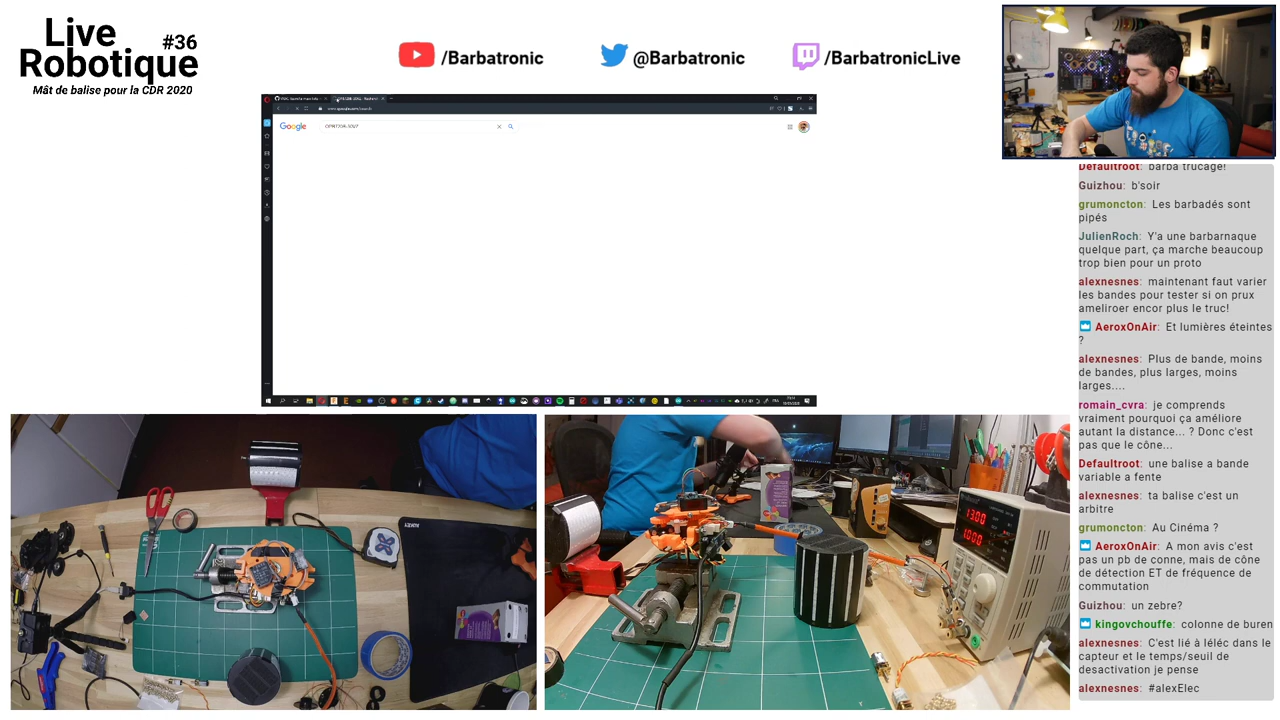 Live
Robotique #36
Mât de balise pour la CDR 2020
/Barbatronic
@Barbatronic
/BarbatronicLive
Google
Defaultroot: barba trucage!
Guizhou: b'soir
grumoncton: Les barbadés sont
pipés
JulienRoch: Y'a une barbarnaque
quelque part, ça marche beaucoup
trop bien pour un proto
alexnesnes: maintenant faut varier
les bandes pour tester si on prux
ameliroer encor plus le truc!
AeroxOnAir: Et lumières éteintes
?
alexnesnes: Plus de bande, moins
de bandes, plus larges, moins
larges....
romain_cvra: je comprends
vraiment pourquoi ça améliore
autant la distance... ? Donc c'est
pas que le cône...
Defaultroot: une balise a bande
variable a fente
alexnesnes: ta balise c'est un
arbitre
grumoncton: Au Cinéma ?
AeroxOnAir: A mon avis c'est
pas un pb de conne, mais de cône
de détection ET de fréquence de
commutation
Guizhou: un zebre?
kingovchouffe: colonne de buren
alexnesnes: C'est lié à léléc dans le
capteur et le temps/seuil de
desactivation je pense
alexnesnes: #alexElec
13.00
1.000